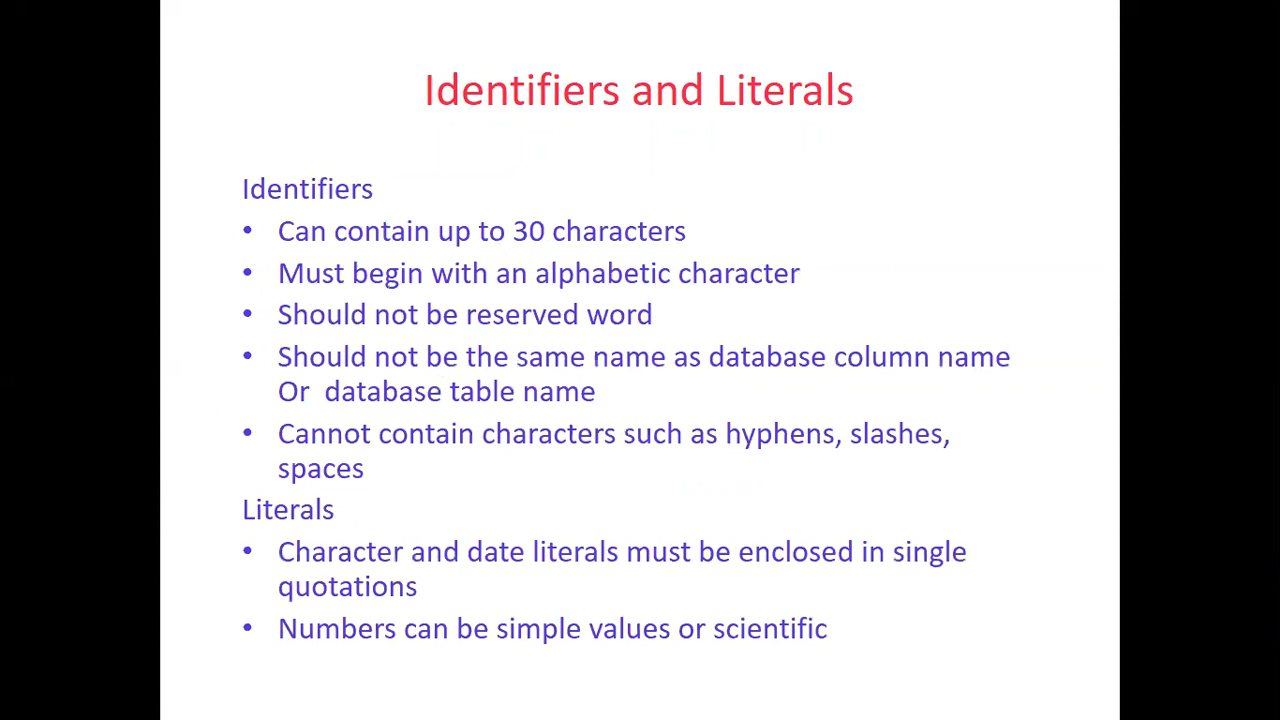 Identifiers and Literals
Identifiers
• Can contain up to 30 characters
• Must begin with an alphabetic character
• Should not be reserved word
• Should not be the same name as database column name
Or  database table name
• Cannot contain characters such as hyphens, slashes,
spaces
Literals
• Character and date literals must be enclosed in single
quotations
• Numbers can be simple values or scientific